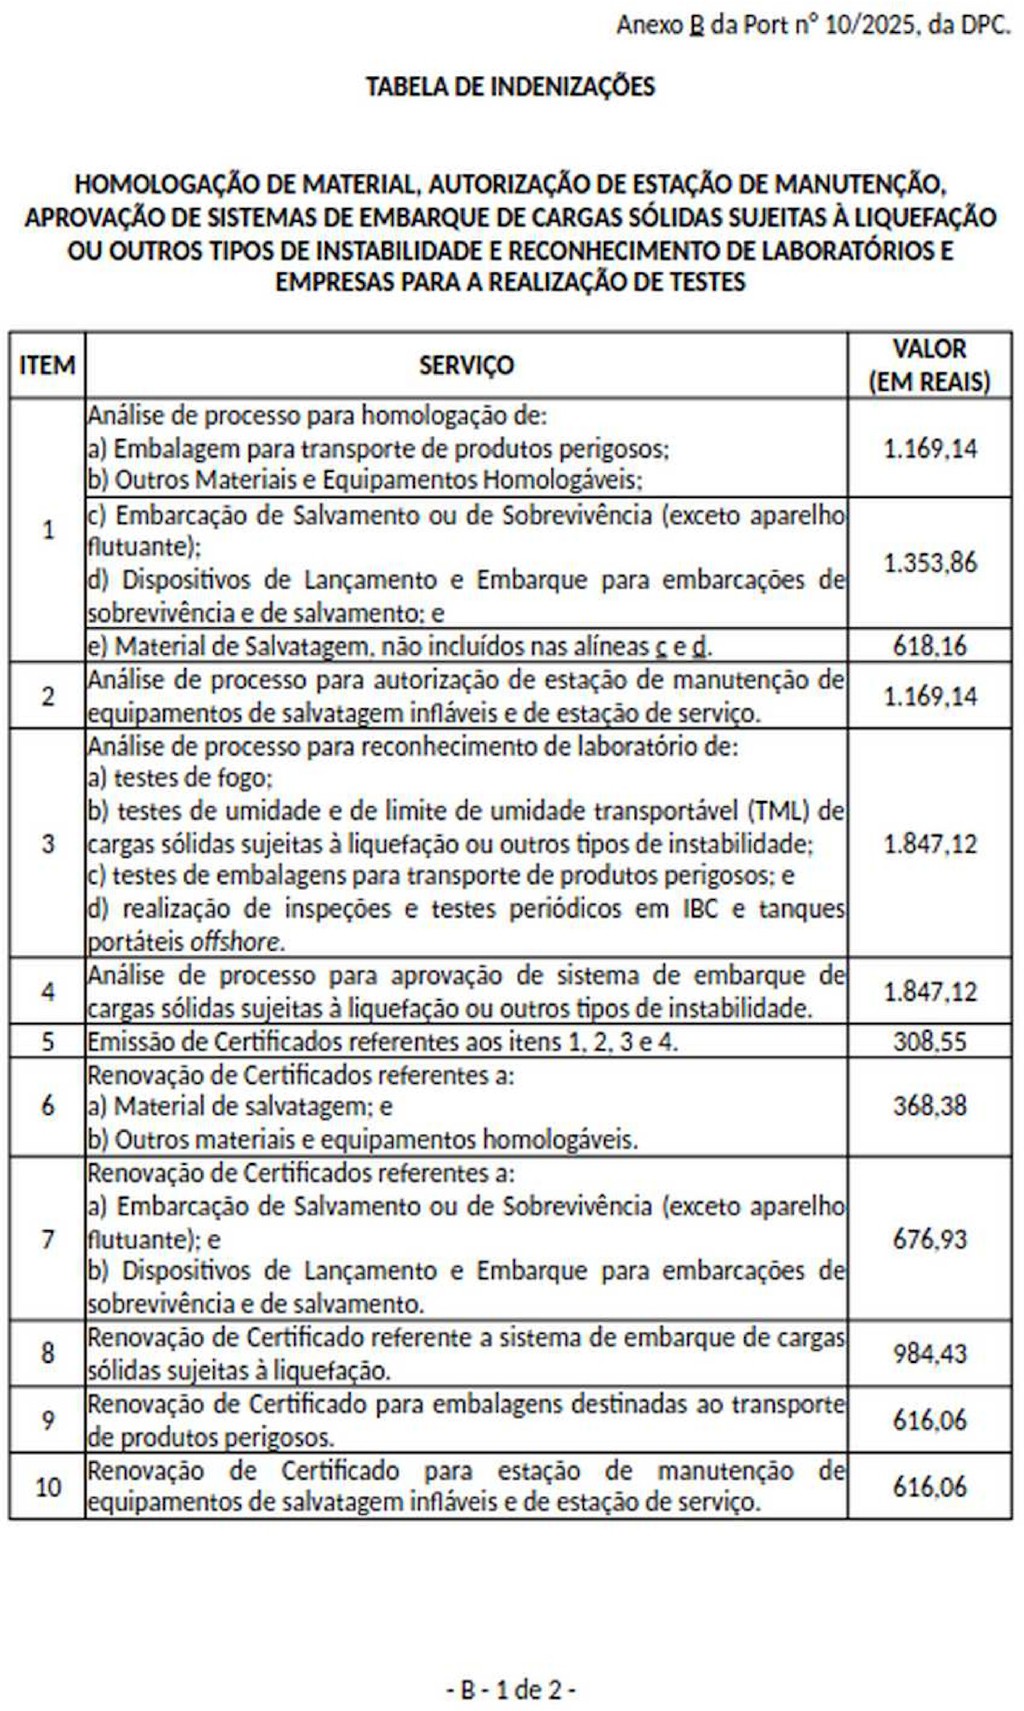 Anexo B da Port nº 10/2025, da DPC.
TABELA DE INDENIZAÇÕES
HOMOLOGAÇÃO DE MATERIAL, AUTORIZAÇÃO DE ESTAÇÃO DE MANUTENÇÃO,
APROVAÇÃO DE SISTEMAS DE EMBARQUE DE CARGAS SÓLIDAS SUJEITAS À LIQUEFAÇÃO
OU OUTROS TIPOS DE INSTABILIDADE E RECONHECIMENTO DE LABORATÓRIOS E
EMPRESAS PARA A REALIZAÇÃO DE TESTES
ITEM
SERVIÇO
VALOR
(EM REAIS)
1
Análise de processo para homologação de:
a) Embalagem para transporte de produtos perigosos;
b) Outros Materiais e Equipamentos Homologáveis;
1.169,14
c) Embarcação de Salvamento ou de Sobrevivência (exceto aparelho
flutuante);
d) Dispositivos de Lançamento e Embarque para embarcações de
sobrevivência e de salvamento; e
1.353,86
e) Material de Salvatagem, não incluídos nas alíneas c e d.
618,16
2
Análise de processo para autorização de estação de manutenção de
equipamentos de salvatagem infláveis e de estação de serviço.
1.169,14
3
Análise de processo para reconhecimento de laboratório de:
a) testes de fogo;
b) testes de umidade e de limite de umidade transportável (TML) de
cargas sólidas sujeitas à liquefação ou outros tipos de instabilidade;
c) testes de embalagens para transporte de produtos perigosos; e
d) realização de inspeções e testes periódicos em IBC e tanques
portáteis offshore.
1.847,12
4
Análise de processo para aprovação de sistema de embarque de
cargas sólidas sujeitas à liquefação ou outros tipos de instabilidade.
1.847,12
5
Emissão de Certificados referentes aos itens 1, 2, 3 e 4.
308,55
6
Renovação de Certificados referentes a:
a) Material de salvatagem; e
b) Outros materiais e equipamentos homologáveis.
368,38
7
Renovação de Certificados referentes a:
a) Embarcação de Salvamento ou de Sobrevivência (exceto aparelho
flutuante); e
b) Dispositivos de Lançamento e Embarque para embarcações de
sobrevivência e de salvamento.
676,93
8
Renovação de Certificado referente a sistema de embarque de cargas
sólidas sujeitas à liquefação.
984,43
9
Renovação de Certificado para embalagens destinadas ao transporte
de produtos perigosos.
616,06
10
Renovação de Certificado para estação de manutenção de
equipamentos de salvatagem infláveis e de estação de serviço.
616,06
- B - 1 de 2 -